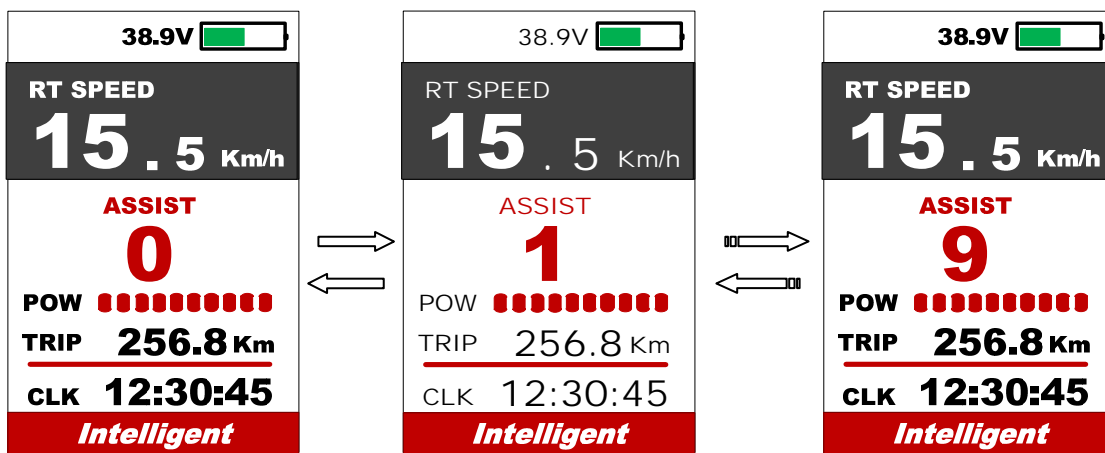 38.9V
RT SPEED
15.5 Km/h
ASSIST
0
POW
TRIP 256.8 Km
CLK 12:30:45
Intelligent
38.9V
RT SPEED
15.5 Km/h
ASSIST
1
POW
TRIP 256.8 Km
CLK 12:30:45
Intelligent
38.9V
RT SPEED
15.5 Km/h
ASSIST
9
POW
TRIP 256.8 Km
CLK 12:30:45
Intelligent